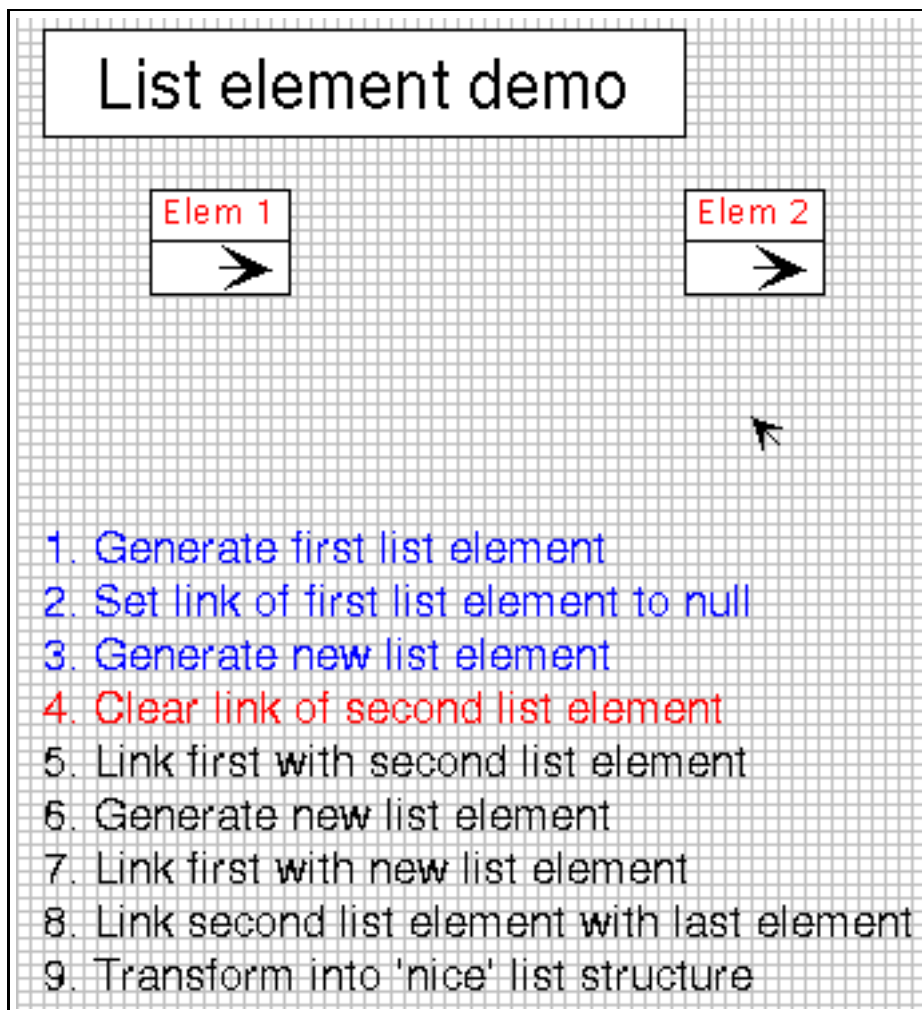 List element demo
Elem 1
Elem 2
1. Generate first list element
2. Set link of first list element to null
3. Generate new list element
4. Clear link of second list element
5. Link first with second list element
6. Generate new list element
7. Link first with new list element
8. Link second list element with last element
9. Transform into 'nice' list structure